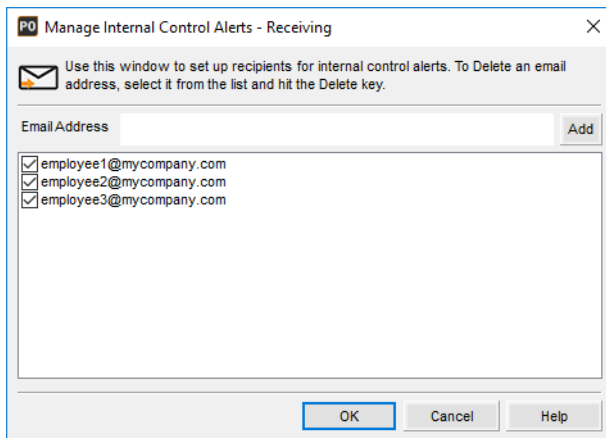 PO Manage Internal Control Alerts - Receiving
Use this window to set up recipients for internal control alerts. To Delete an email
address, select it from the list and hit the Delete key.
Email Address Add
employee1@mycompany.com
employee2@mycompany.com
employee3@mycompany.com
OK Cancel Help